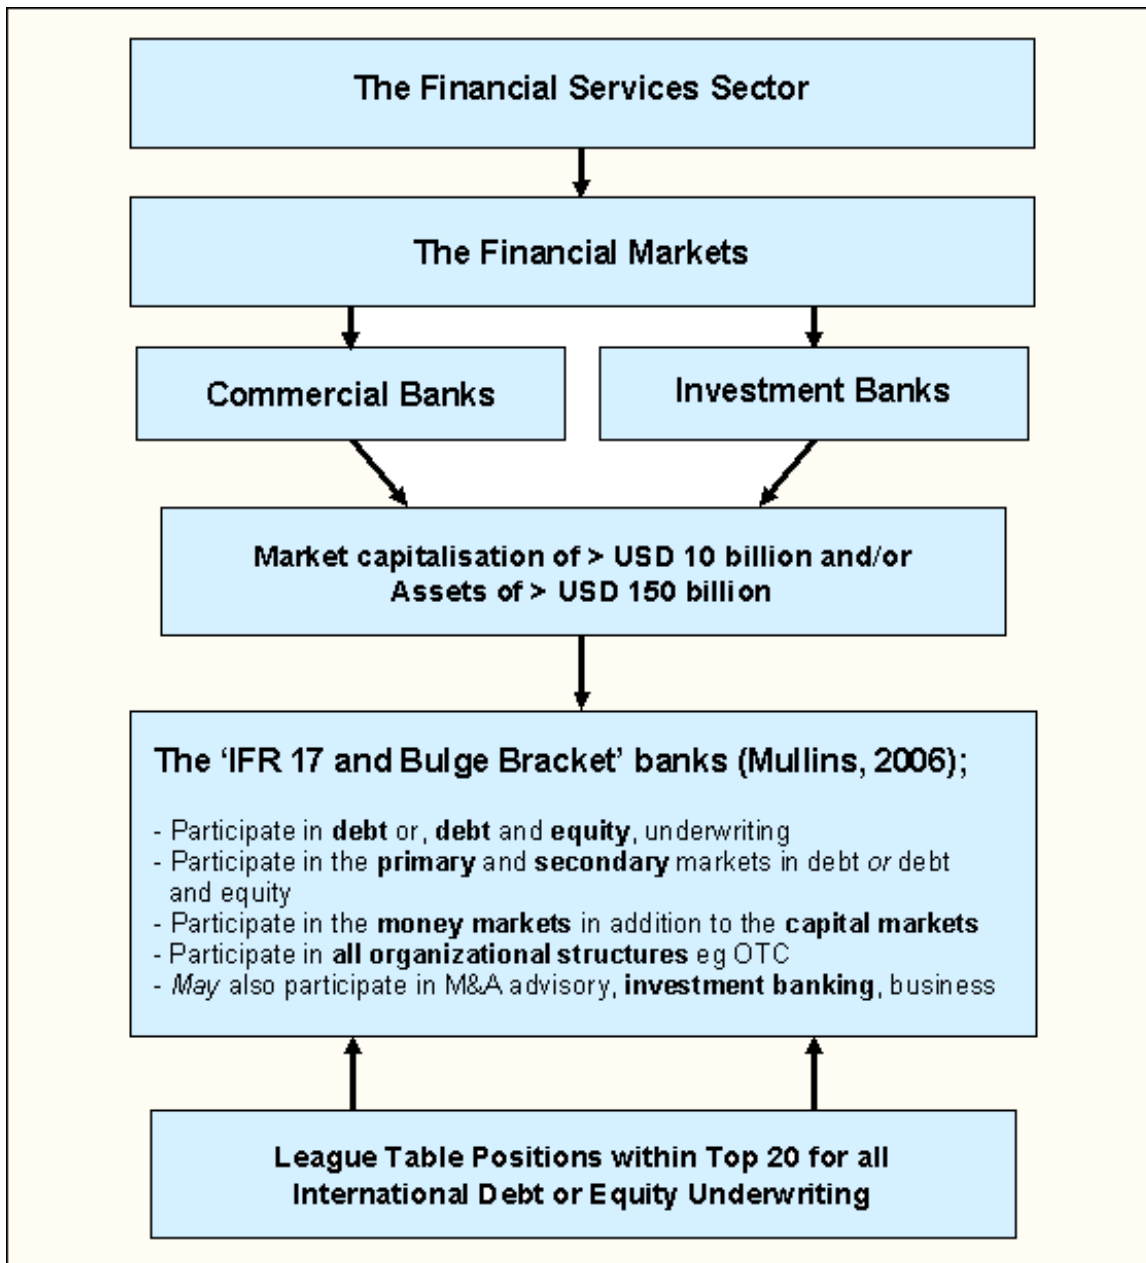 The Financial Services Sector
The Financial Markets
Commercial Banks
Investment Banks
Market capitalisation of > USD 10 billion and/or
Assets of > USD 150 billion
The ‘IFR 17 and Bulge Bracket’ banks (Mullins, 2006);
- Participate in debt or, debt and equity, underwriting
- Participate in the primary and secondary markets in debt or debt
and equity
- Participate in the money markets in addition to the capital markets
- Participate in all organizational structures eg OTC
- May also participate in M&A advisory, investment banking, business
League Table Positions within Top 20 for all
International Debt or Equity Underwriting